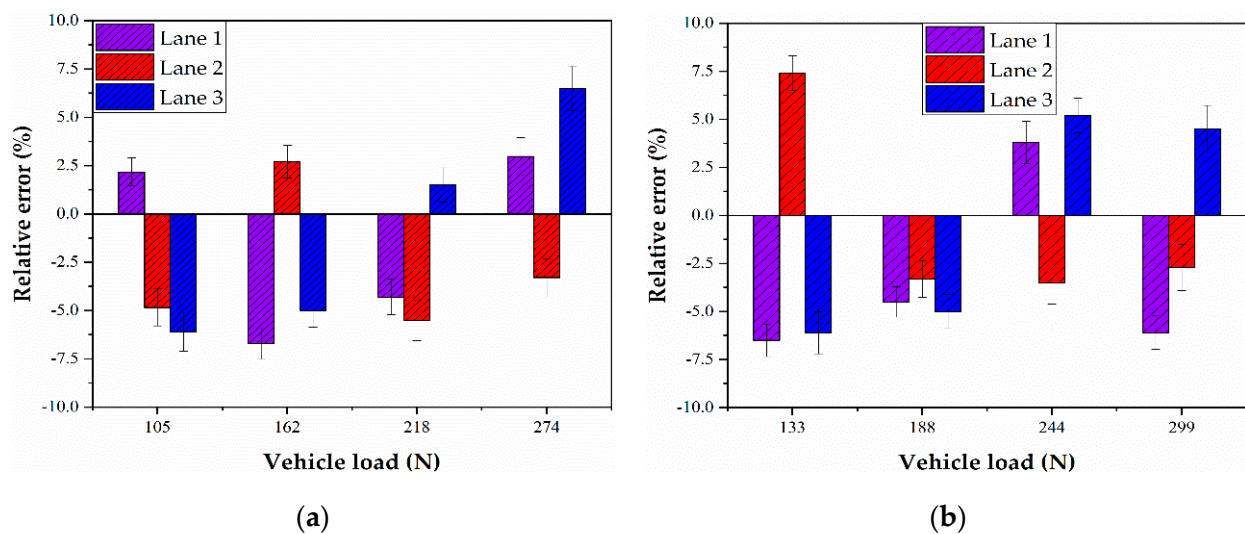 10.0
7.5
5.0
2.5
0.0
-2.5
-5.0
-7.5
-10.0
Relative error (%)
Lane 1
Lane 2
Lane 3
105 162 218 274
Vehicle load (N)
(a)
10.0
7.5
5.0
2.5
0.0
-2.5
-5.0
-7.5
-10.0
Relative error (%)
Lane 1
Lane 2
Lane 3
133 188 244 299
Vehicle load (N)
(b)